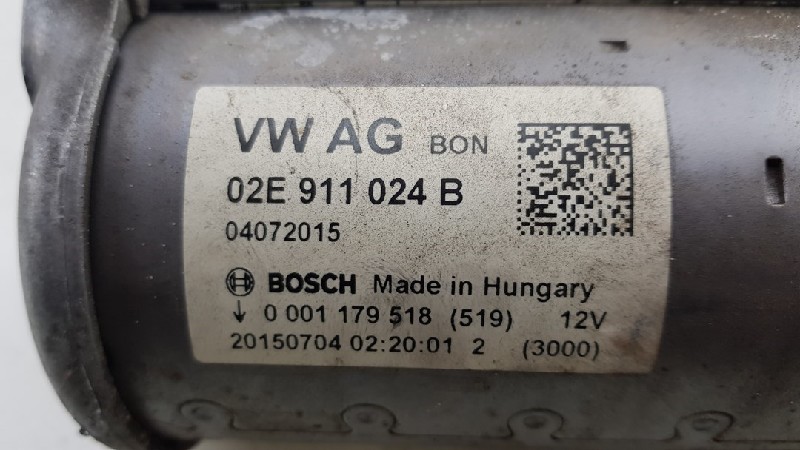 VW AG BON
02E 911 024 B
04072015
BOSCH Made in Hungary
↓ 0 001 179 518 (519) 12V
20150704 02:20:01 2 (3000)